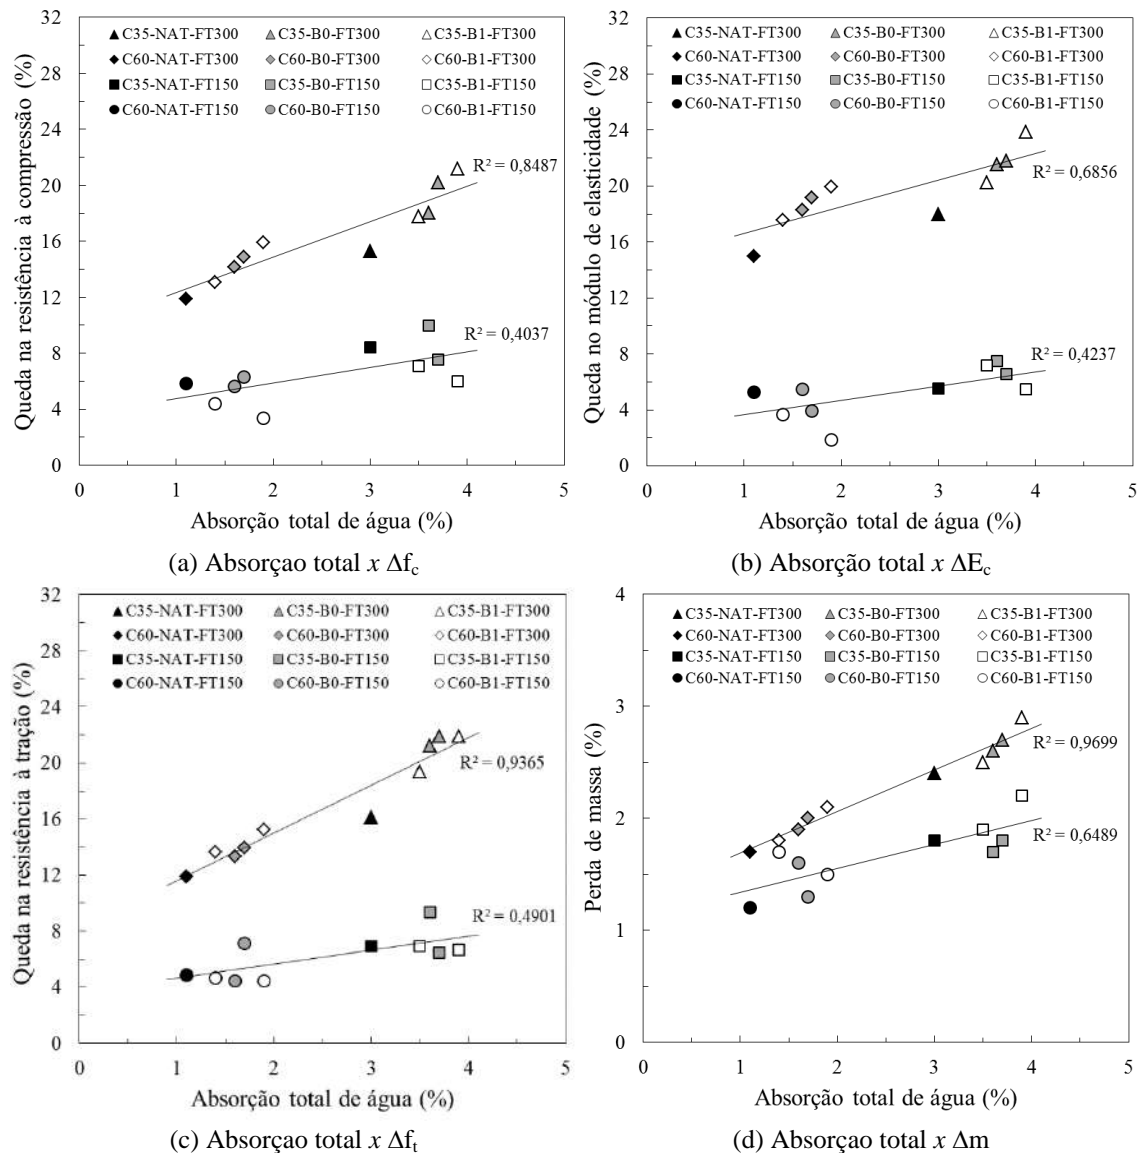 32
28
24
20
16
12
8
4
0
Queda na resistência à compressão (%)
C35-NAT-FT300 C35-B0-FT300 C35-B1-FT300
C60-NAT-FT300 C60-B0-FT300 C60-B1-FT300
C35-NAT-FT150 C35-B0-FT150 C35-B1-FT150
C60-NAT-FT150 C60-B0-FT150 C60-B1-FT150
R² = 0,8487
R² = 0,4037
0 1 2 3 4 5
Absorção total de água (%)
(a) Absorçao total x Δfc
32
28
24
20
16
12
8
4
0
Queda no módulo de elasticidade (%)
C35-NAT-FT300 C35-B0-FT300 C35-B1-FT300
C60-NAT-FT300 C60-B0-FT300 C60-B1-FT300
C35-NAT-FT150 C35-B0-FT150 C35-B1-FT150
C60-NAT-FT150 C60-B0-FT150 C60-B1-FT150
R² = 0,6856
R² = 0,4237
0 1 2 3 4 5
Absorção total de água (%)
(b) Absorção total x ΔEc
32
28
24
20
16
12
8
4
0
Queda na resistência à tração (%)
C35-NAT-FT300 C35-B0-FT300 C35-B1-FT300
C60-NAT-FT300 C60-B0-FT300 C60-B1-FT300
C35-NAT-FT150 C35-B0-FT150 C35-B1-FT150
C60-NAT-FT150 C60-B0-FT150 C60-B1-FT150
R² = 0,9365
R² = 0,4901
0 1 2 3 4 5
Absorção total de água (%)
(c) Absorçao total x Δft
4
3
2
1
0
Perda de massa (%)
C35-NAT-FT300 C35-B0-FT300 C35-B1-FT300
C60-NAT-FT300 C60-B0-FT300 C60-B1-FT300
C35-NAT-FT150 C35-B0-FT150 C35-B1-FT150
C60-NAT-FT150 C60-B0-FT150 C60-B1-FT150
R² = 0,9699
R² = 0,6489
0 1 2 3 4 5
Absorção total de água (%)
(d) Absorçao total x Δm